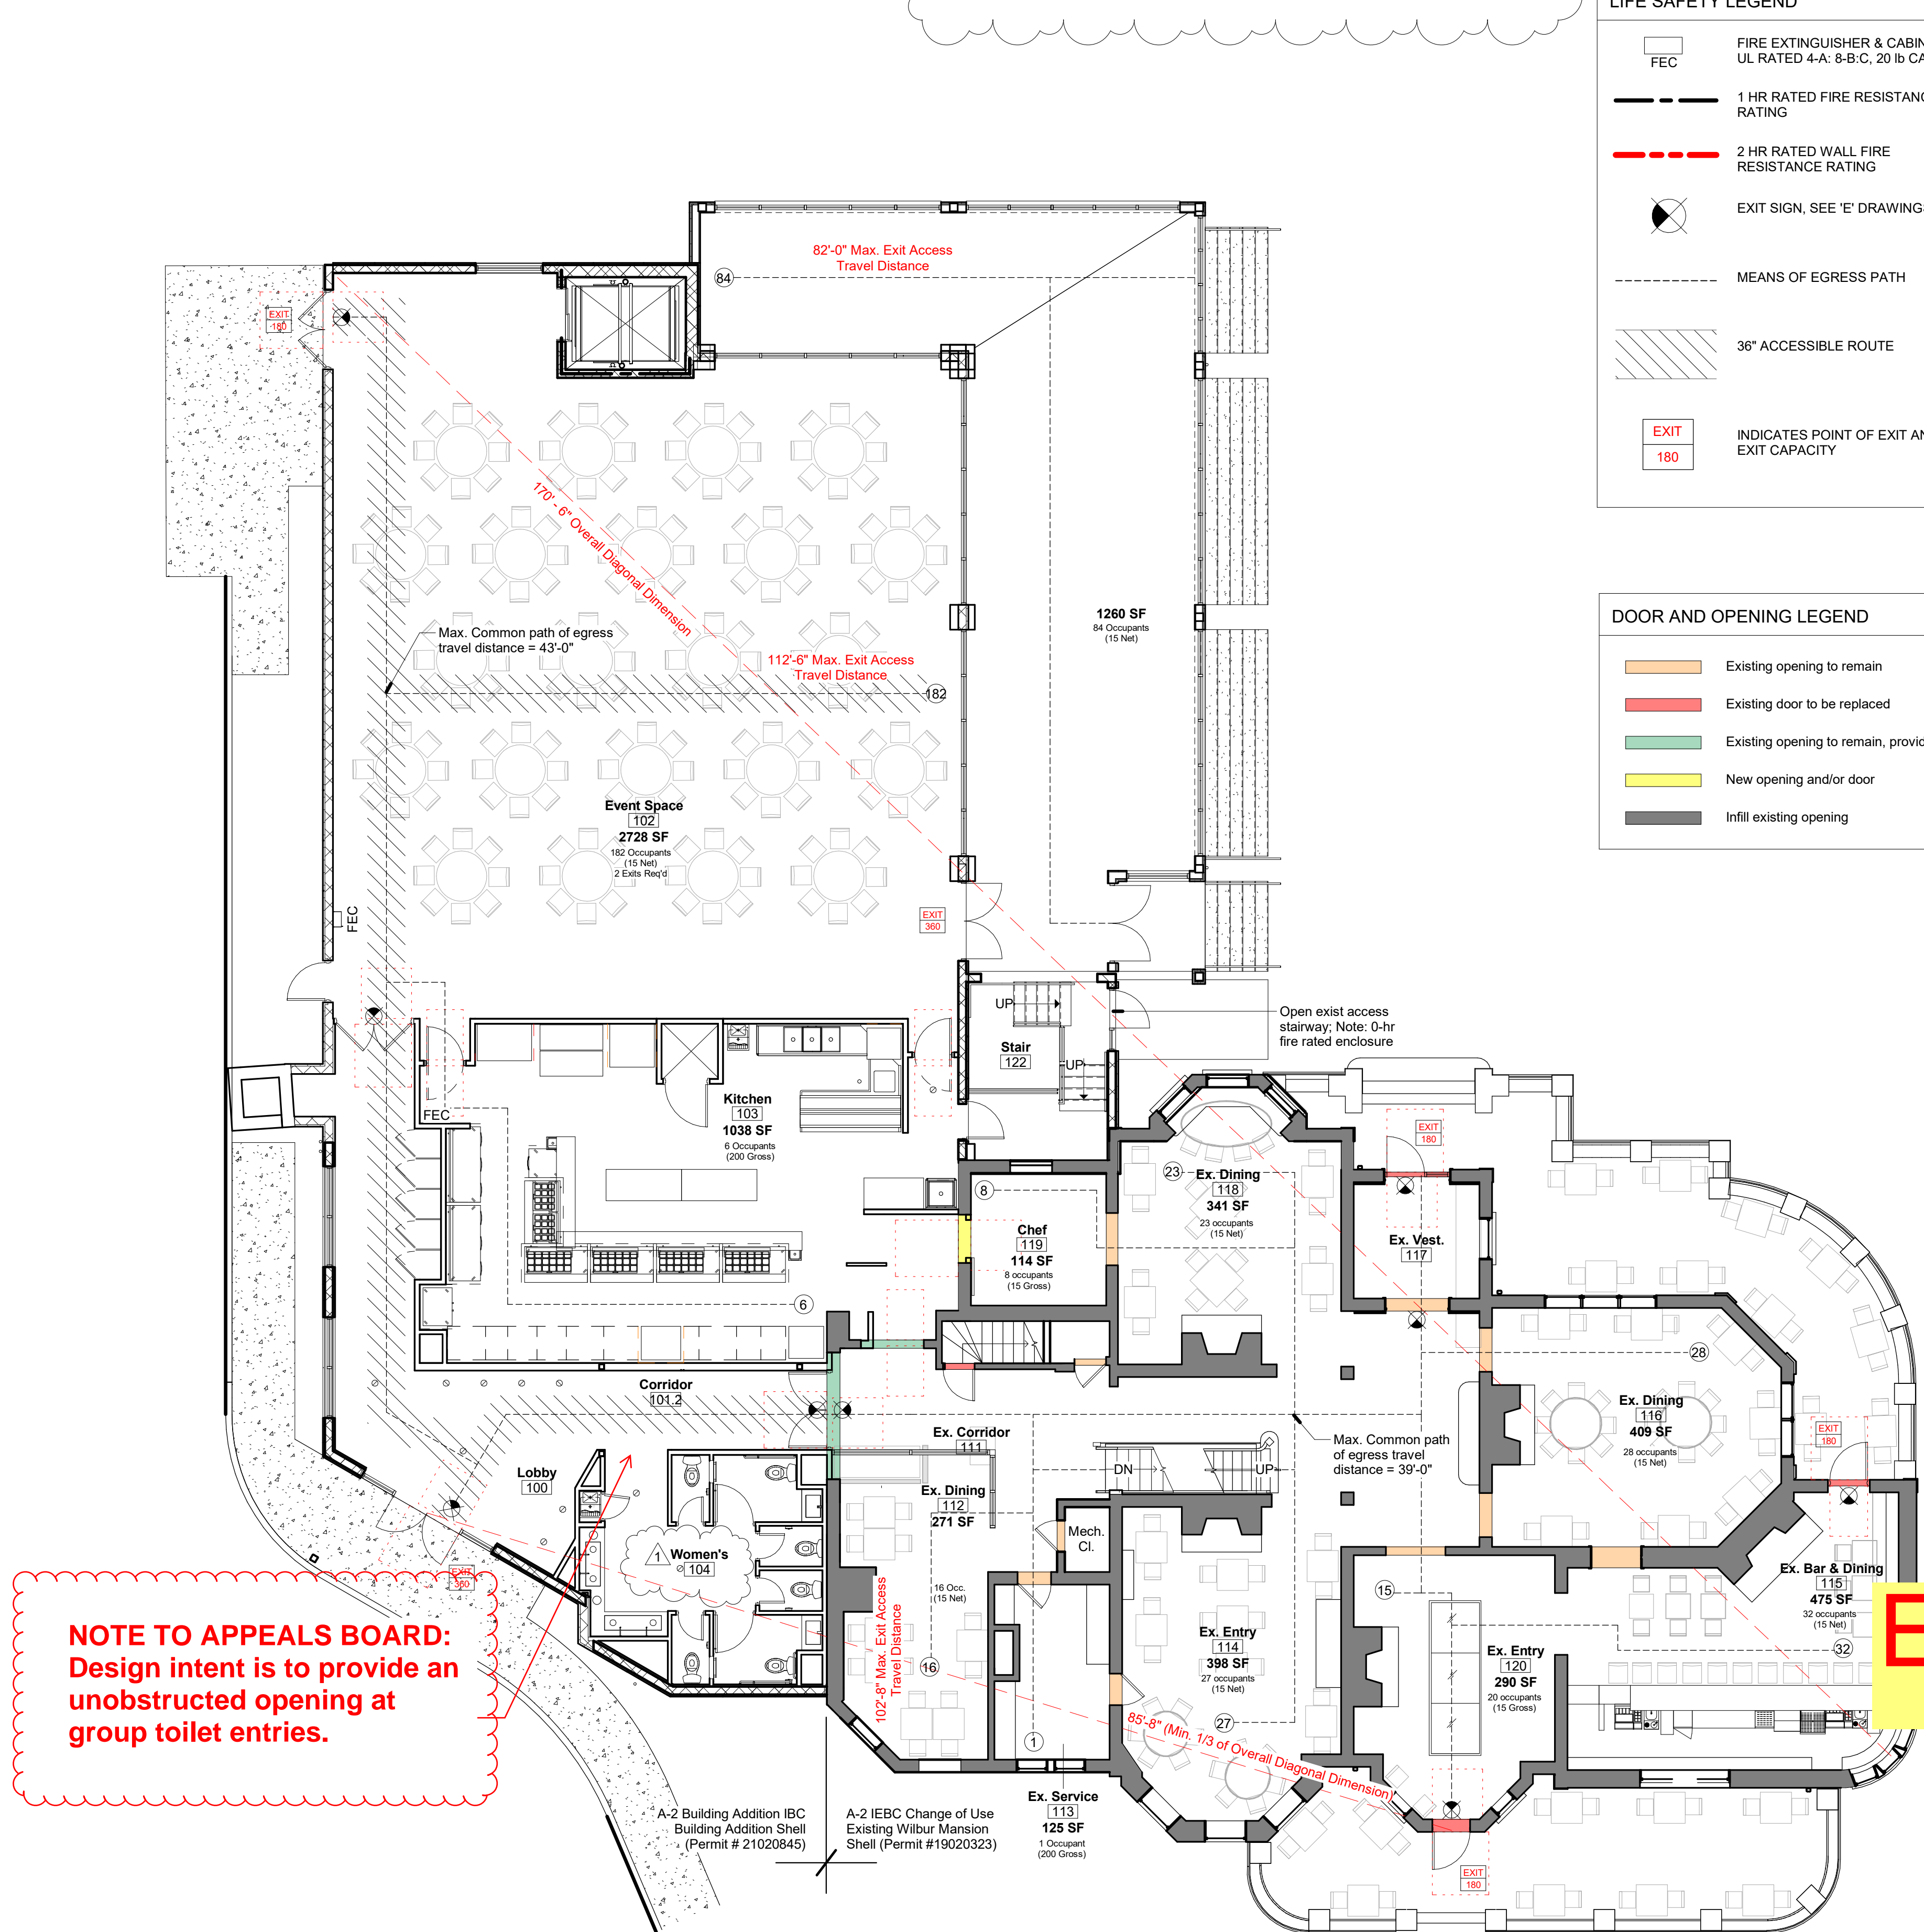 LIFE SAFETY LEGEND
FEC
FIRE EXTINGUISHER & CABIN
UL RATED 4-A: 8-B:C, 20 lb CA
1 HR RATED FIRE RESISTANC
RATING
2 HR RATED WALL FIRE
RESISTANCE RATING
EXIT SIGN, SEE 'E' DRAWING
MEANS OF EGRESS PATH
36" ACCESSIBLE ROUTE
EXIT
180
INDICATES POINT OF EXIT AN
EXIT CAPACITY
DOOR AND OPENING LEGEND
Existing opening to remain
Existing door to be replaced
Existing opening to remain, provid
New opening and/or door
Infill existing opening
82'-0" Max. Exit Access
Travel Distance
84
EXIT
180
170' - 6" Overall Diagonal Dimension
Max. Common path of egress
travel distance = 43'-0"
112'-6" Max. Exit Access
Travel Distance
182
1260 SF
84 Occupants
(15 Net)
Event Space
102
2728 SF
182 Occupants
(15 Net)
2 Exits Req'd
FEC
EXIT
360
UP
Stair
122
UP
Open exist access
stairway; Note: 0-hr
fire rated enclosure
Kitchen
103
1038 SF
6 Occupants
(200 Gross)
FEC
6
8
Chef
119
114 SF
8 occupants
(15 Gross)
23
Ex. Dining
118
341 SF
23 occupants
(15 Net)
EXIT
180
Ex. Vest.
117
28
Ex. Dining
116
409 SF
28 occupants
(15 Net)
EXIT
180
Corridor
101.2
Ex. Corridor
111
Max. Common path
of egress travel
distance = 39'-0"
DN
UP
Lobby
100
Ex. Dining
112
271 SF
16 Occ.
(15 Net)
16
Mech.
Cl.
1
Women's
104
EXIT
360
102'-8" Max. Exit Access
Travel Distance
Ex. Entry
114
398 SF
27 occupants
(15 Net)
27
15
Ex. Entry
120
290 SF
20 occupants
(15 Gross)
Ex. Bar & Dining
115
475 SF
32 occupants
(15 Net)
32
E
NOTE TO APPEALS BOARD:
Design intent is to provide an
unobstructed opening at
group toilet entries.
85'-8" (Min. 1/3 of Overall Diagonal Dimension)
1
Ex. Service
113
125 SF
1 Occupant
(200 Gross)
A-2 Building Addition IBC
Building Addition Shell
(Permit # 21020845)
A-2 IEBC Change of Use
Existing Wilbur Mansion
Shell (Permit #19020323)
EXIT
180